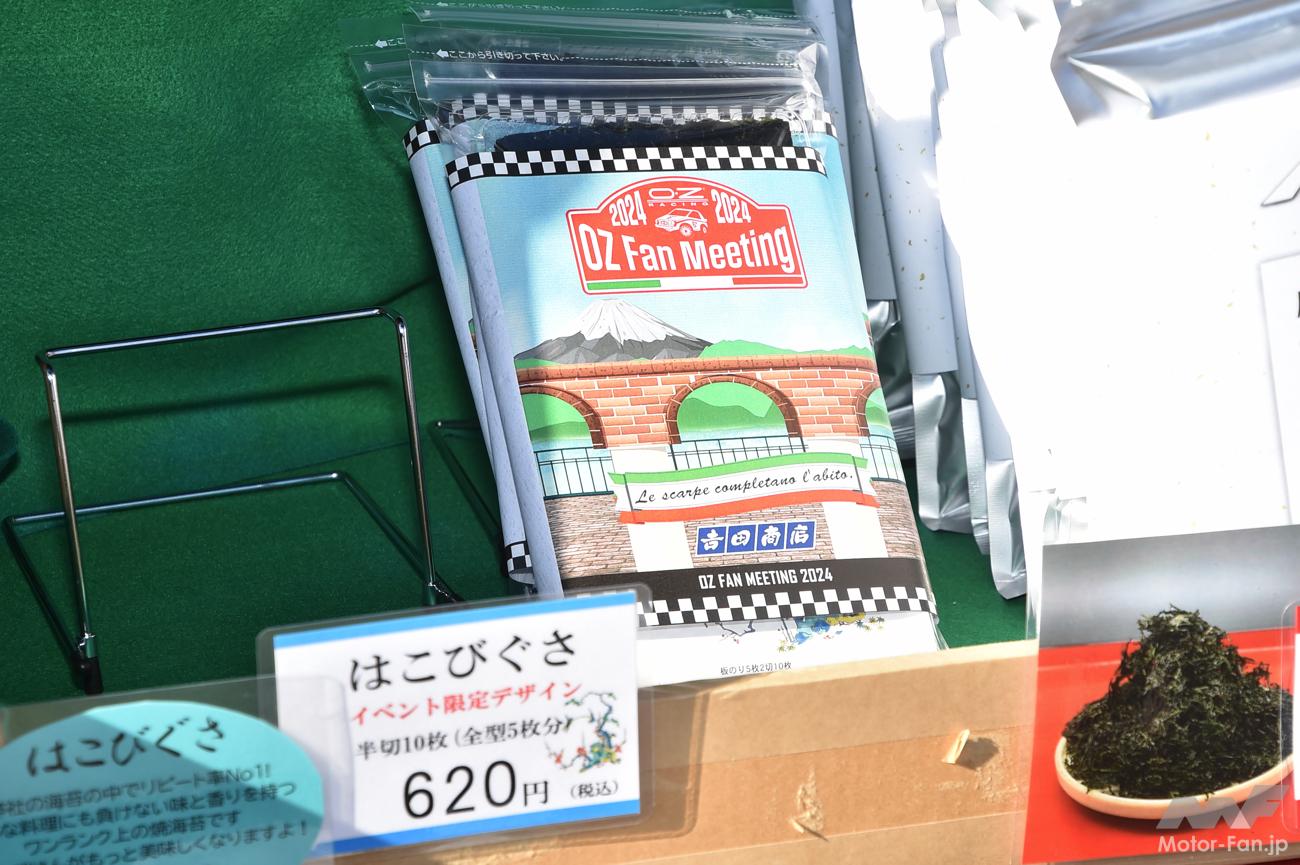 ←ここ
←ここから引き切って下さい。
O·Z
RACING
2024 2024
OZ Fan Meeting
Le scarpe completano l'abito.
吉田商店
OZ FAN MEETING 2024
板のり5枚2切10枚
はこびぐさ
イベント限定デザイン
半切10枚(全型5枚分)
620円 (税込)
はこびぐさ
社の海苔の中でリピート率No1!
な料理にも負けない味と香りを持つ
ワンランク上の焼海苔です
がもっと美味しくなりますよ!
Motor-Fan.jp